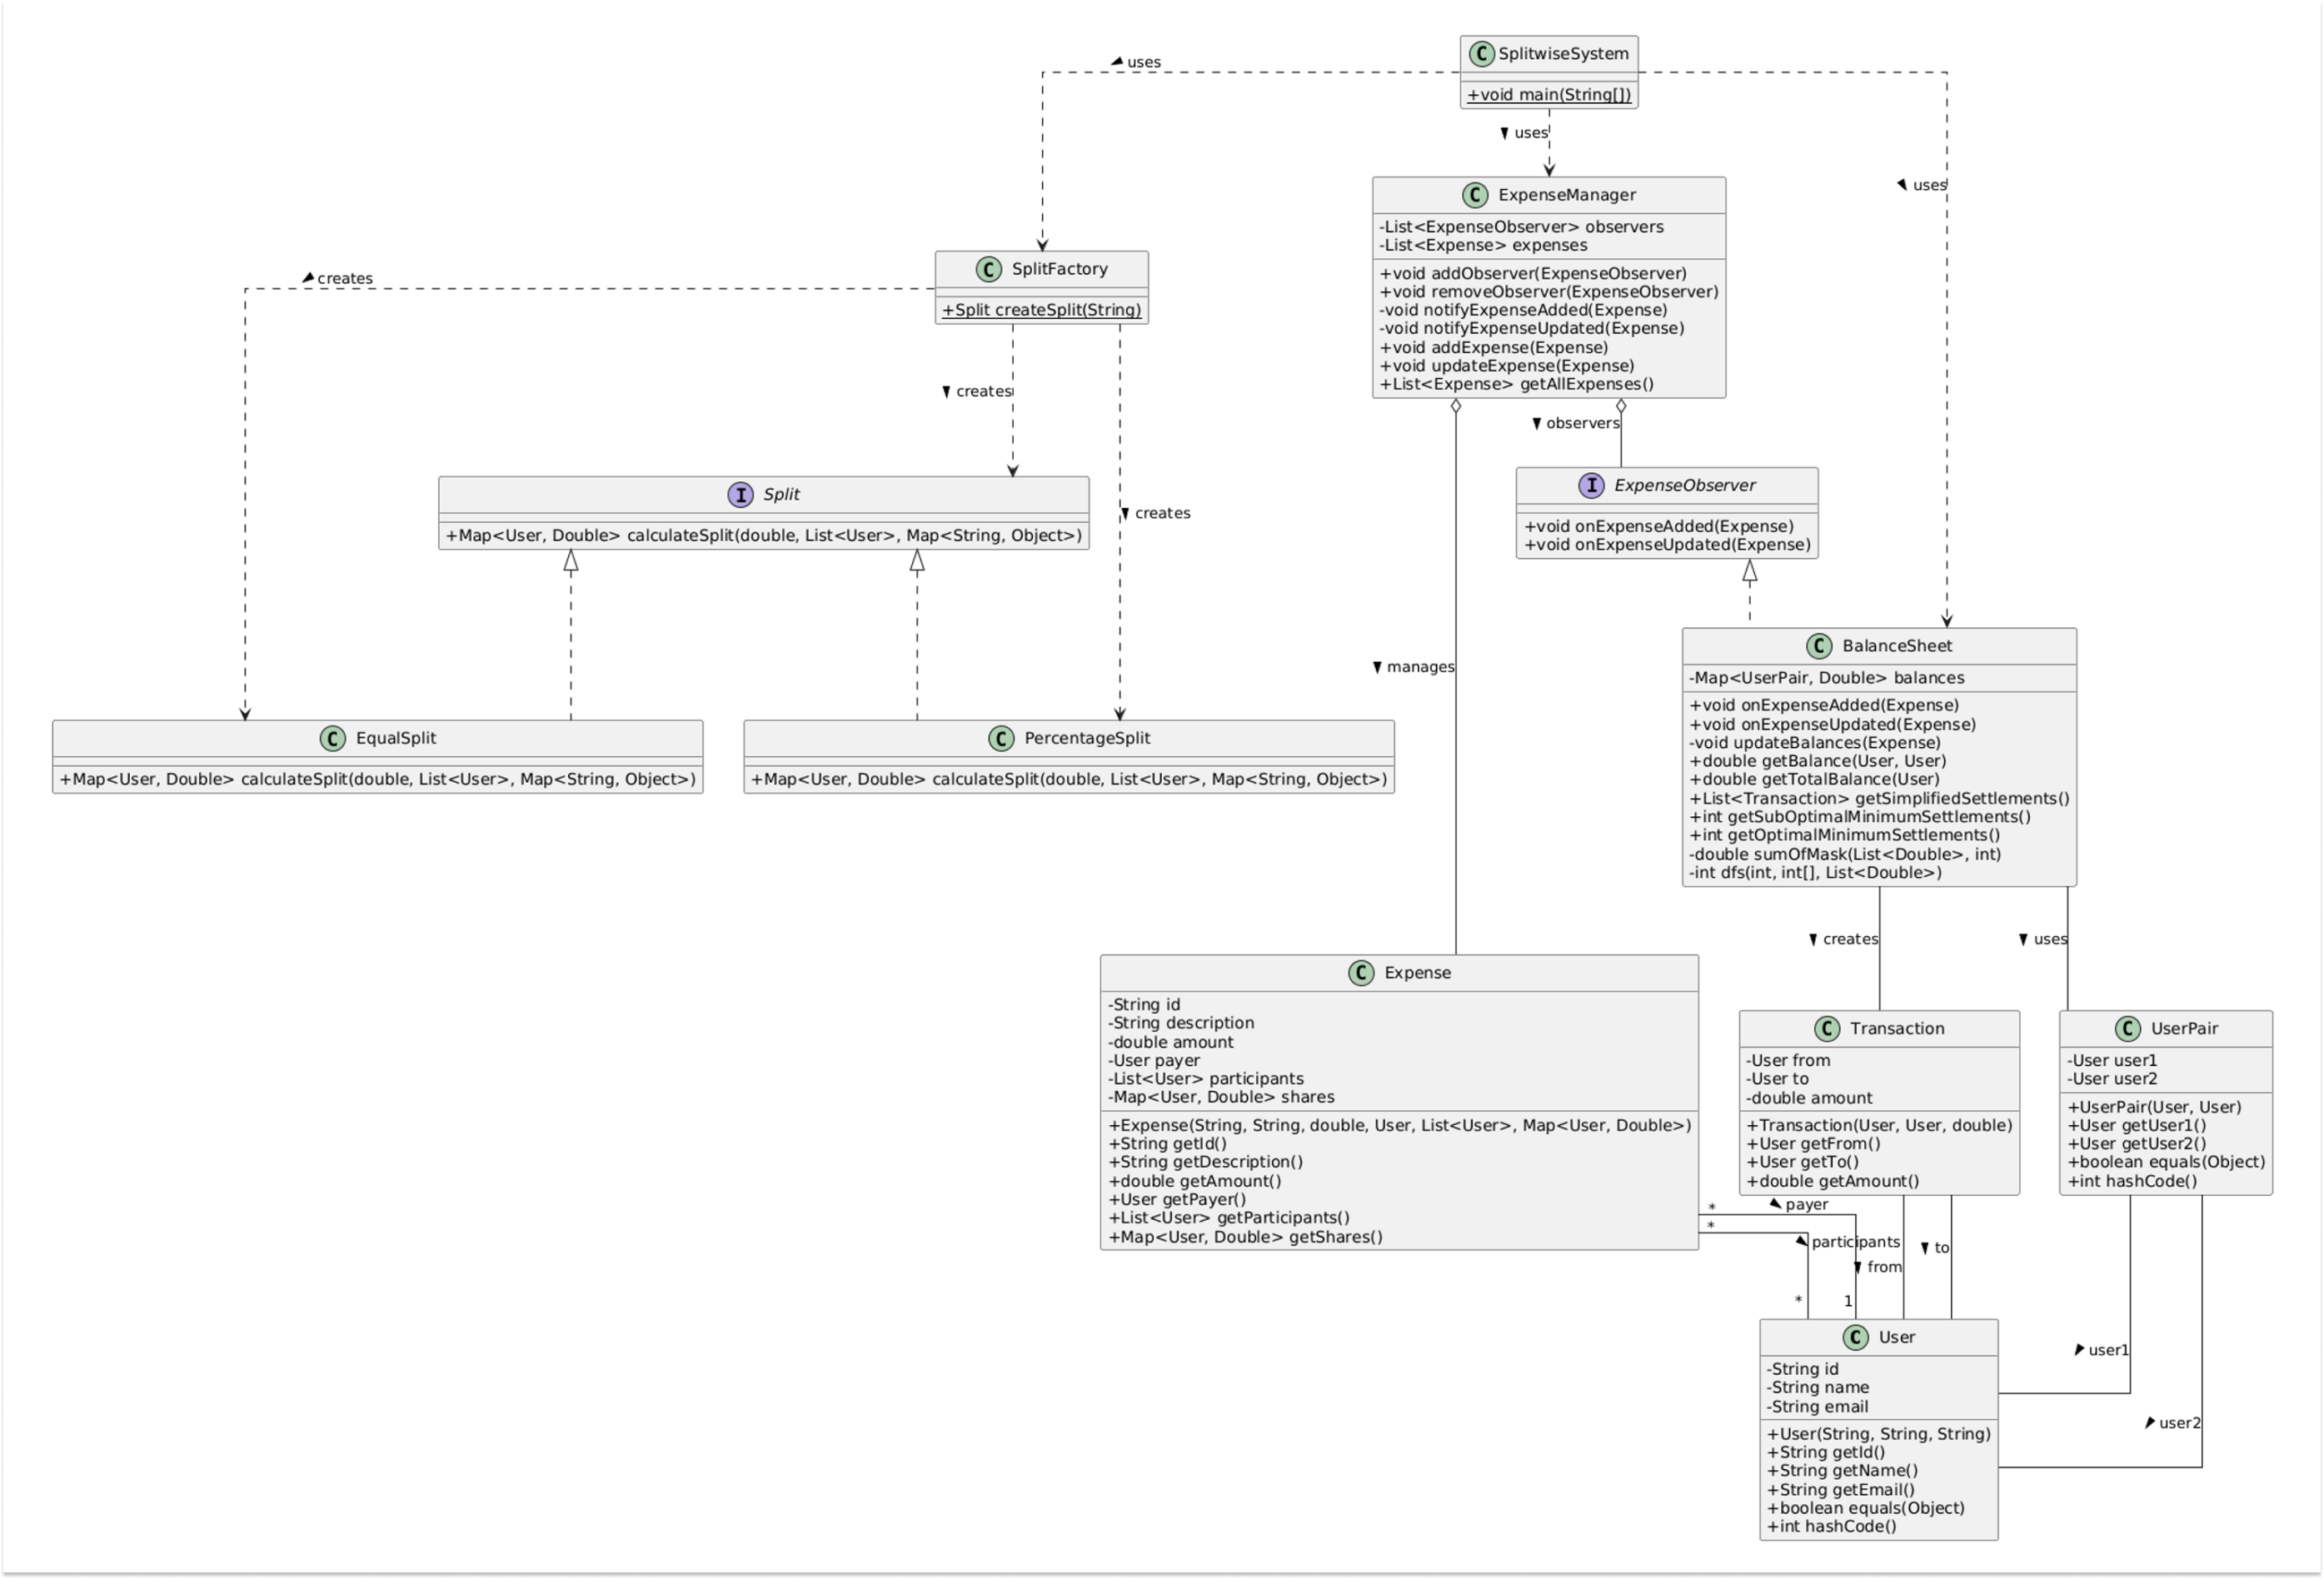 C SplitwiseSystem
+void main(String[])
uses
uses
uses
C ExpenseManager
-List<ExpenseObserver> observers
-List<Expense> expenses
+void addObserver(ExpenseObserver)
+void removeObserver(ExpenseObserver)
-void notifyExpenseAdded(Expense)
-void notifyExpenseUpdated(Expense)
+void addExpense(Expense)
+void updateExpense(Expense)
+List<Expense> getAllExpenses()
C SplitFactory
+Split createSplit(String)
creates
creates
creates
observers
manages
I Split
+Map<User, Double> calculateSplit(double, List<User>, Map<String, Object>)
I ExpenseObserver
+void onExpenseAdded(Expense)
+void onExpenseUpdated(Expense)
C EqualSplit
+Map<User, Double> calculateSplit(double, List<User>, Map<String, Object>)
C PercentageSplit
+Map<User, Double> calculateSplit(double, List<User>, Map<String, Object>)
C BalanceSheet
-Map<UserPair, Double> balances
+void onExpenseAdded(Expense)
+void onExpenseUpdated(Expense)
-void updateBalances(Expense)
+double getBalance(User, User)
+double getTotalBalance(User)
+List<Transaction> getSimplifiedSettlements()
+int getSubOptimalMinimumSettlements()
+int getOptimalMinimumSettlements()
-double sumOfMask(List<Double>, int)
-int dfs(int, int[], List<Double>)
creates
uses
C Expense
-String id
-String description
-double amount
-User payer
-List<User> participants
-Map<User, Double> shares
+Expense(String, String, double, User, List<User>, Map<User, Double>)
+String getId()
+String getDescription()
+double getAmount()
+User getPayer()
+List<User> getParticipants()
+Map<User, Double> getShares()
C Transaction
-User from
-User to
-double amount
+Transaction(User, User, double)
+User getFrom()
+User getTo()
+double getAmount()
C UserPair
-User user1
-User user2
+UserPair(User, User)
+User getUser1()
+User getUser2()
+boolean equals(Object)
+int hashCode()
* payer
* participants
from
to
* 1
user1
user2
C User
-String id
-String name
-String email
+User(String, String, String)
+String getId()
+String getName()
+String getEmail()
+boolean equals(Object)
+int hashCode()